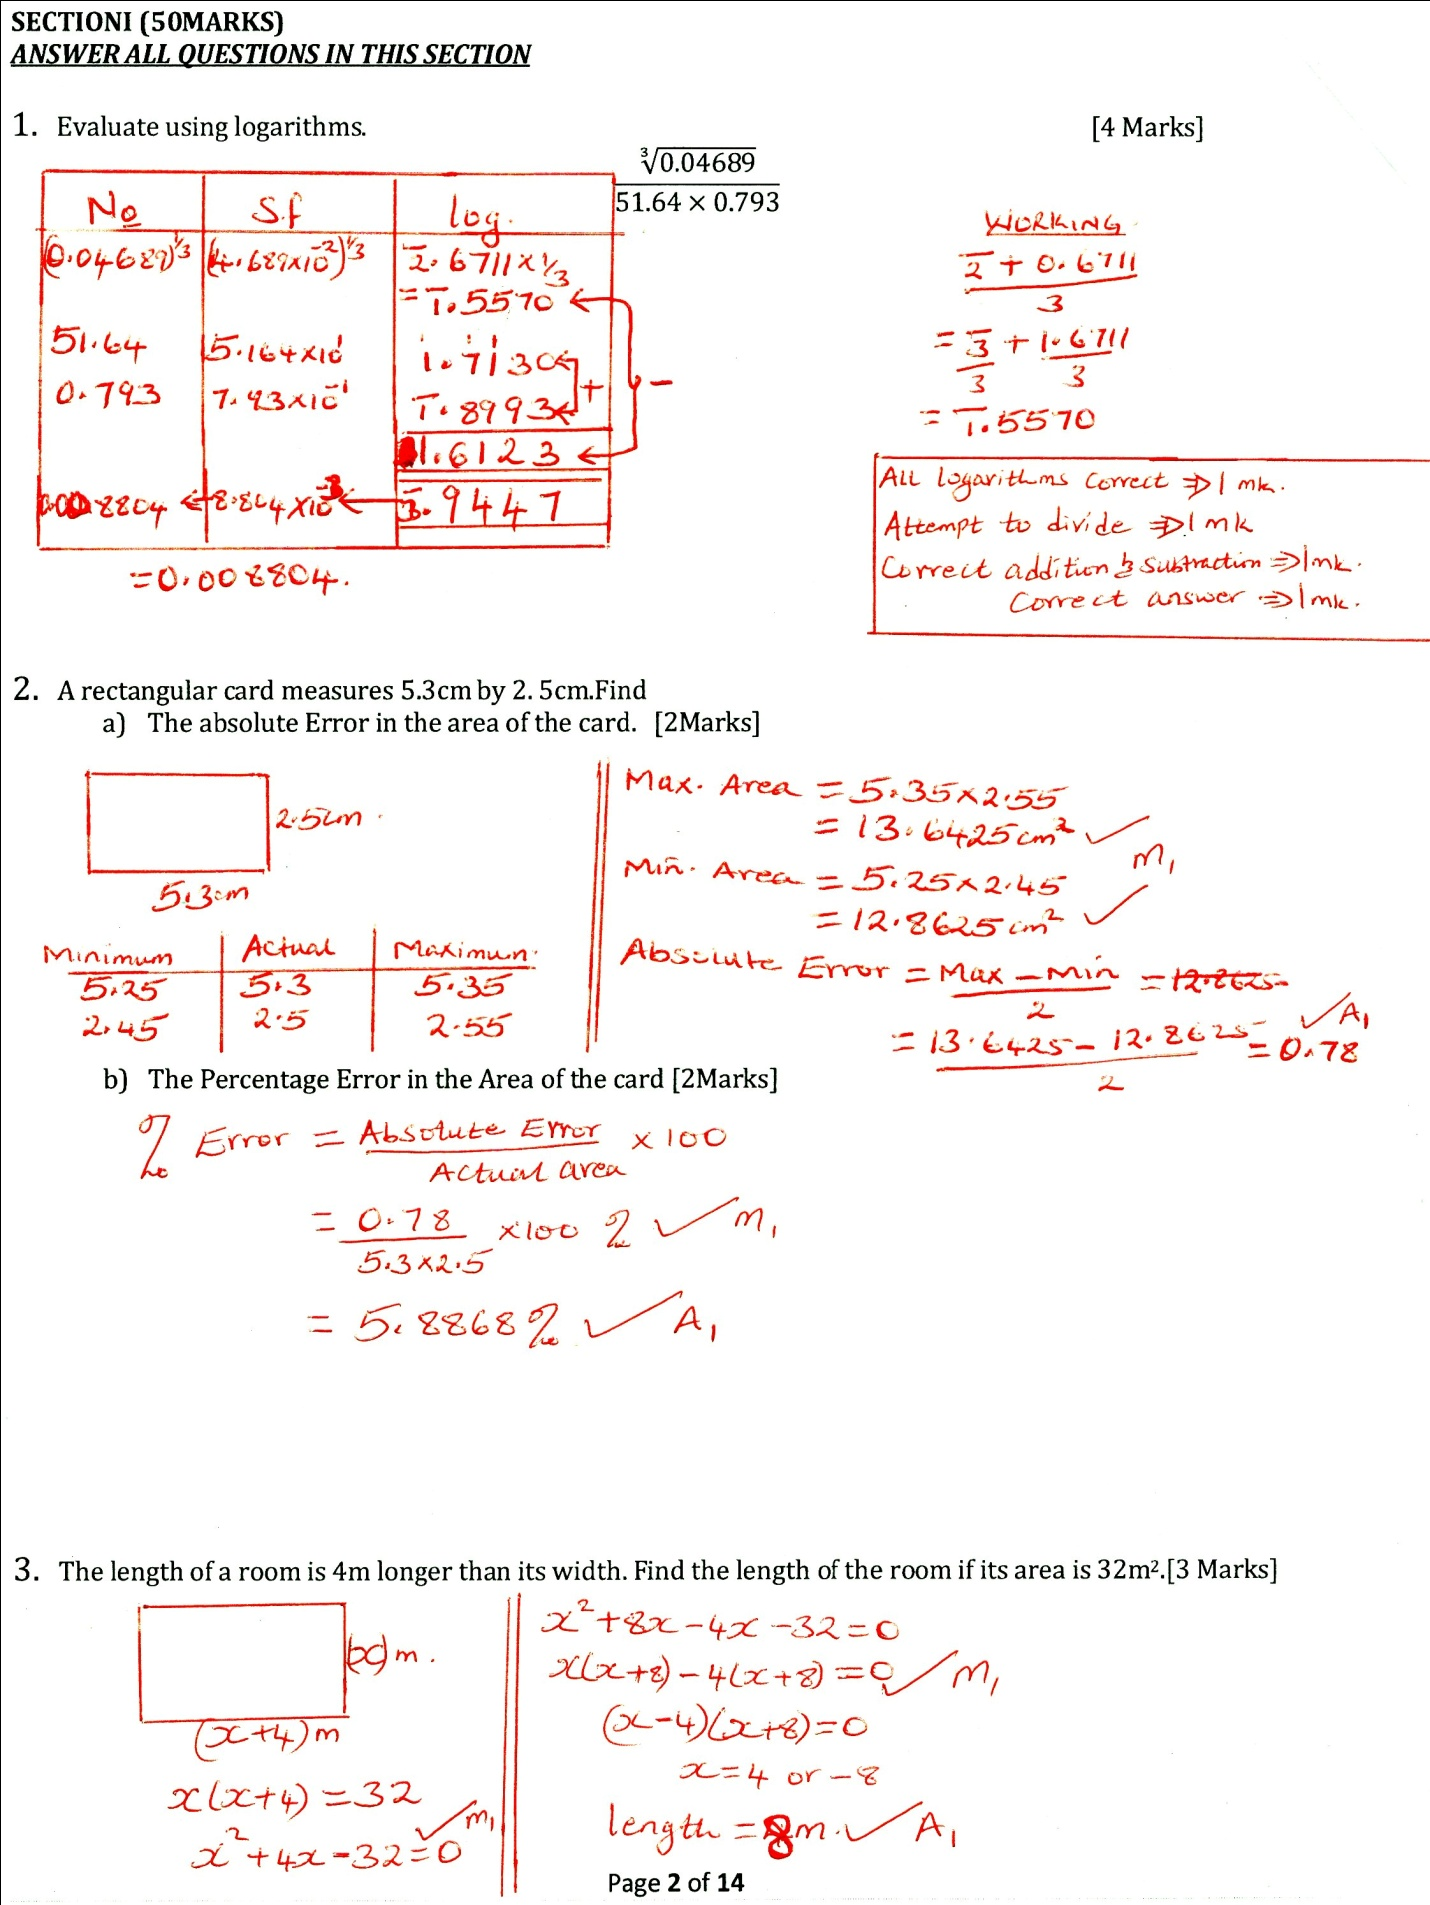 SECTIONI (50MARKS)
ANSWER ALL QUESTIONS IN THIS SECTION
1. Evaluate using logarithms. [4 Marks]
∛0.04689
51.64 × 0.793
No S.f log.
(0.04689)^1/3 (4.689×10^-2)^1/3 2̄.6711×1/3
= 1̄.5570
51.64 5.164×10^1 1.7130
0.793 7.93×10^-1 1̄.8993 +
1.6123 -
0.008804 ← 8.804×10^-3 ← 3̄.9447
=0.008804.
WORKING
2̄ + 0.6711
3
= 3̄ + 1.6711
3 3
= 1̄.5570
All logarithms correct ⇒ 1 mk.
Attempt to divide ⇒ 1 mk
Correct addition & subtraction ⇒ 1mk.
Correct answer ⇒ 1mk.
2. A rectangular card measures 5.3cm by 2. 5cm.Find
a) The absolute Error in the area of the card. [2Marks]
2.5cm
5.3cm
Minimum Actual Maximum
5.25 5.3 5.35
2.45 2.5 2.55
Max. Area = 5.35×2.55
= 13.6425cm² ✓
M1
Min. Area = 5.25×2.45
= 12.8625cm² ✓
Absolute Error = Max - Min = 12.8625
2
= 13.6425 - 12.8625 = 0.78 ✓ A1
2
b) The Percentage Error in the Area of the card [2Marks]
% Error = Absolute Error × 100
Actual area
= 0.78 ×100 % ✓ M1
5.3×2.5
= 5.8868% ✓ A1
3. The length of a room is 4m longer than its width. Find the length of the room if its area is 32m².[3 Marks]
(x)m.
(x+4)m
x(x+4)=32
x²+4x-32=0 ✓ M1
x²+8x-4x-32=0
x(x+8)-4(x+8)=0 ✓ M1
(x-4)(x+8)=0
x=4 or -8
length = 8m. ✓ A1
Page 2 of 14